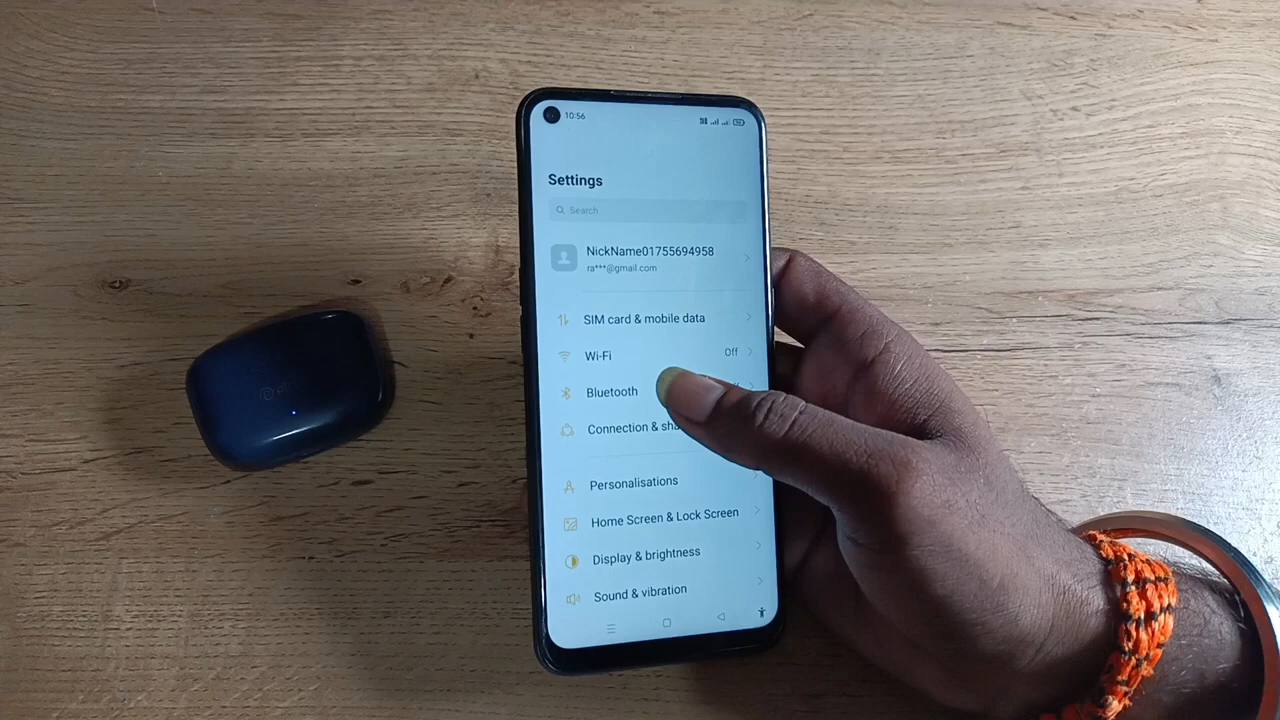 10:56
Settings
Search
NickName01755694958
ra***@gmail.com
SIM card & mobile data
Wi-Fi Off
Bluetooth
Connection & sha
Personalisations
Home Screen & Lock Screen
Display & brightness
Sound & vibration